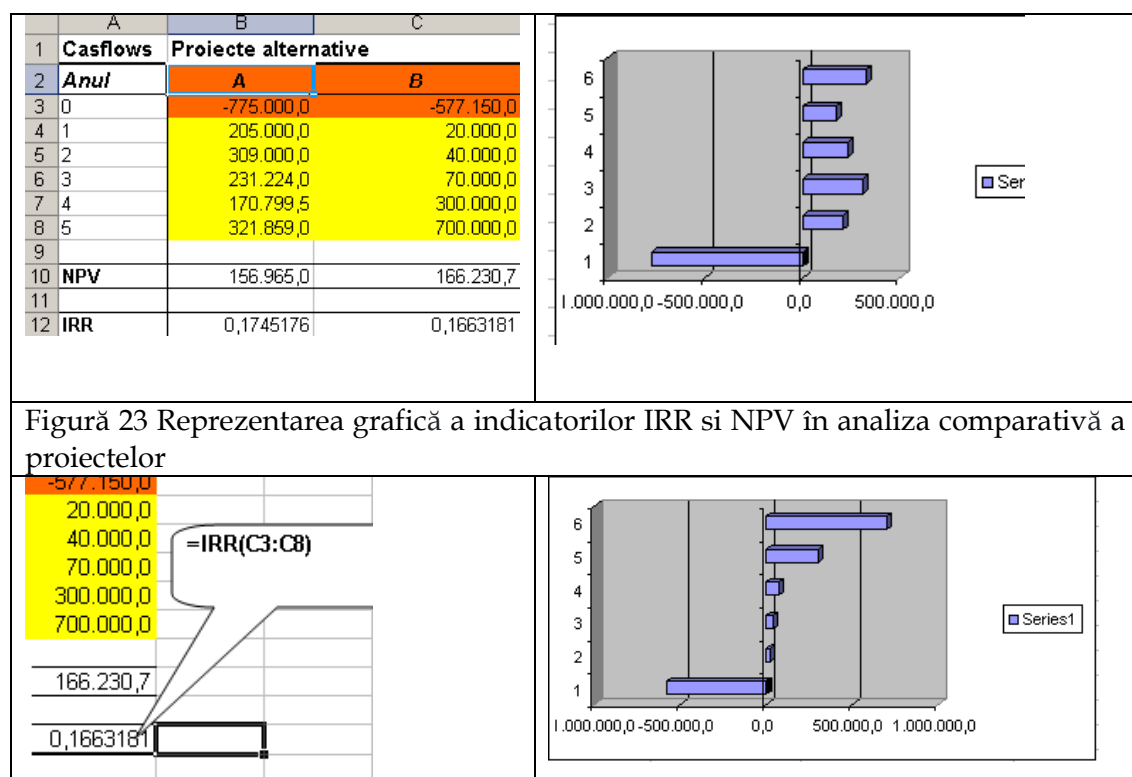 A B C
1 Casflows Proiecte alternative
2 Anul A B
3 0 -775.000,0 -577.150,0
4 1 205.000,0 20.000,0
5 2 309.000,0 40.000,0
6 3 231.224,0 70.000,0
7 4 170.799,5 300.000,0
8 5 321.859,0 700.000,0
9
10 NPV 156.965,0 166.230,7
11
12 IRR 0,1745176 0,1663181
6
5
4
3
2
1
1.000.000,0 -500.000,0 0,0 500.000,0
Ser
Figură 23 Reprezentarea grafică a indicatorilor IRR si NPV în analiza comparativă a
proiectelor
-577.150,0
20.000,0
40.000,0
70.000,0
300.000,0
700.000,0
166.230,7
0,1663181
=IRR(C3:C8)
6
5
4
3
2
1
1.000.000,0 -500.000,0 0,0 500.000,0 1.000.000,0
Series1